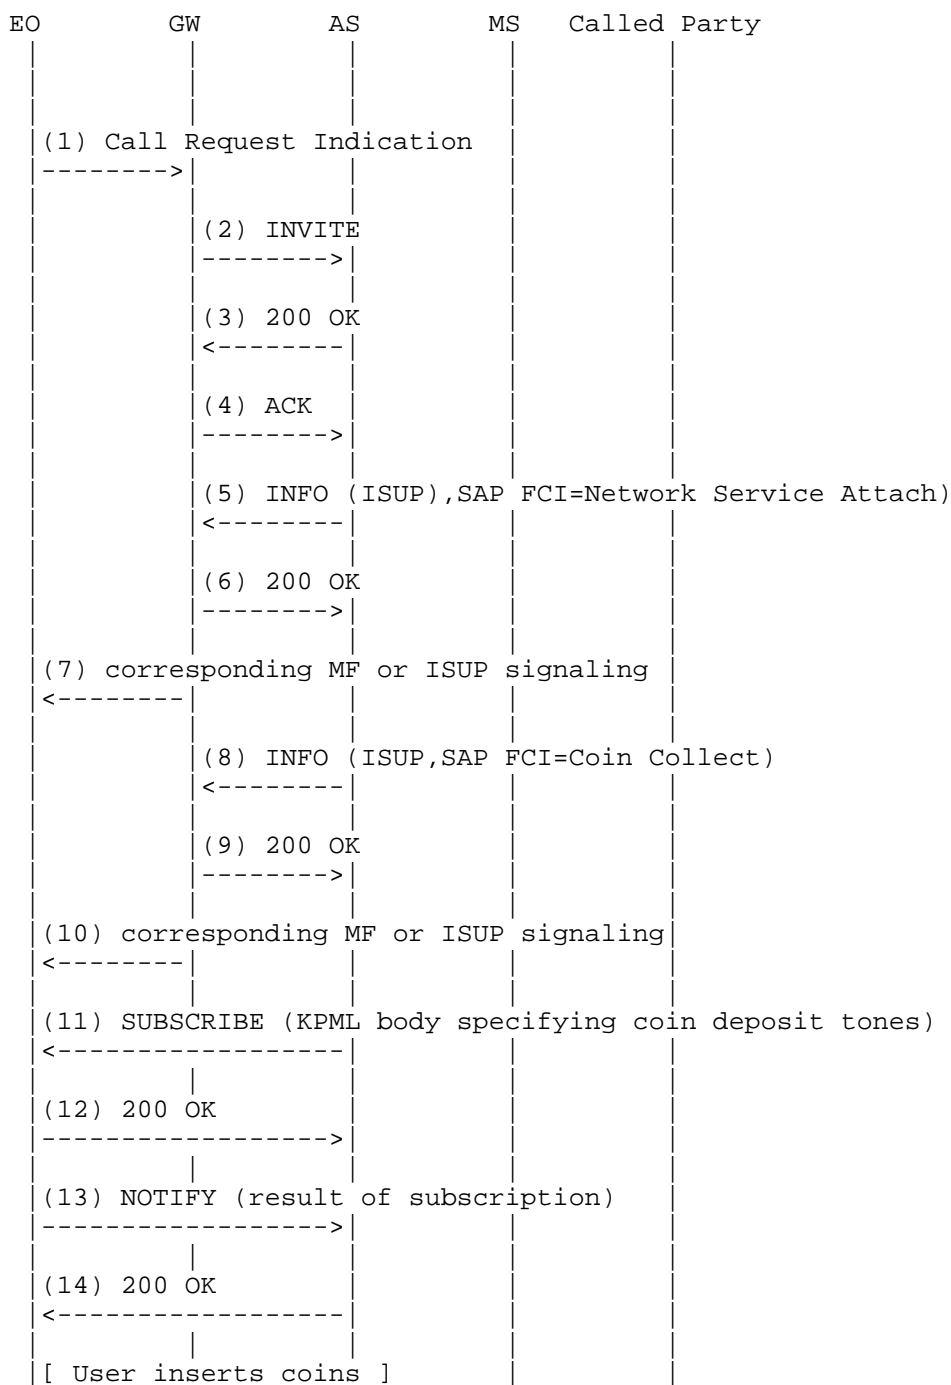 EO GW AS MS Called Party
(1) Call Request Indication
-------->
(2) INVITE
-------->
(3) 200 OK
<--------
(4) ACK
-------->
(5) INFO (ISUP),SAP FCI=Network Service Attach)
<--------
(6) 200 OK
-------->
(7) corresponding MF or ISUP signaling
<--------
(8) INFO (ISUP,SAP FCI=Coin Collect)
<--------
(9) 200 OK
-------->
(10) corresponding MF or ISUP signaling
<--------
(11) SUBSCRIBE (KPML body specifying coin deposit tones)
<------------------
(12) 200 OK
------------------>
(13) NOTIFY (result of subscription)
------------------>
(14) 200 OK
<------------------
[ User inserts coins ]